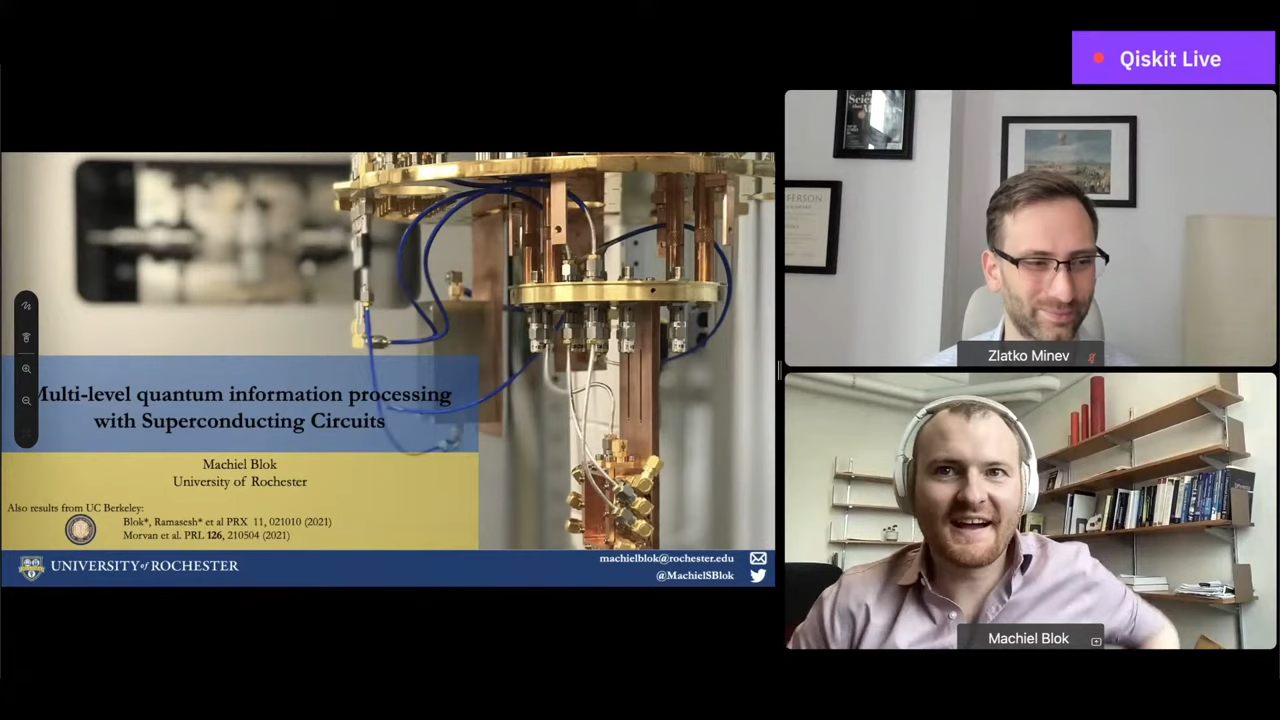 Qiskit Live
Multi-level quantum information processing
with Superconducting Circuits
Machiel Blok
University of Rochester
Also results from UC Berkeley:
Blok*, Ramasesh* et al PRX 11, 021010 (2021)
Morvan et al. PRL 126, 210504 (2021)
UNIVERSITY of ROCHESTER
machielblok@rochester.edu
@MachielSBlok
Zlatko Minev
Machiel Blok